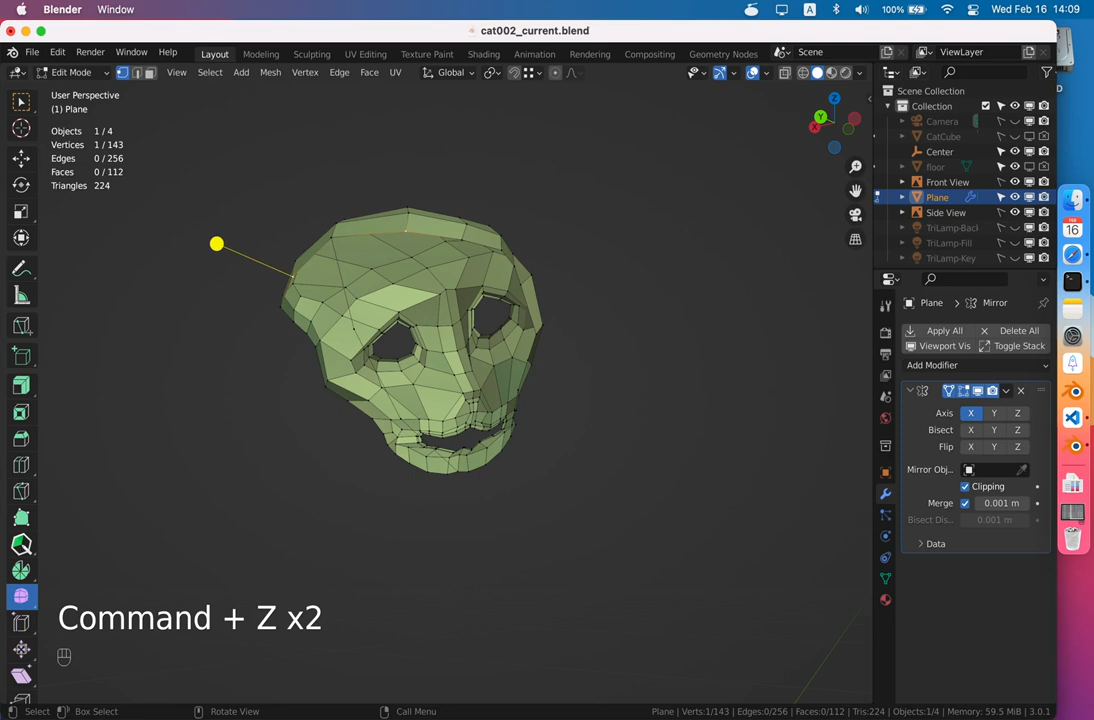 Blender Window
A 100% Wed Feb 16 14:09
cat002_current.blend
File Edit Render Window Help Layout Modeling Sculpting UV Editing Texture Paint Shading Animation Rendering Compositing Geometry Nodes Scene ViewLayer
Edit Mode View Select Add Mesh Vertex Edge Face UV Global
Scene Collection
User Perspective
(1) Plane
Objects 1 / 4
Vertices 1 / 143
Edges 0 / 256
Faces 0 / 112
Triangles 224
Z
Y
X
Collection
Camera
CatCube
Center
floor
Front View
Plane
Side View
TriLamp-Back
TriLamp-Fill
TriLamp-Key
FEB
16
Plane > Mirror
Apply All Delete All
Viewport Vis Toggle Stack
Add Modifier
Axis X Y Z
Bisect X Y Z
Flip X Y Z
Mirror Obj...
Clipping
Merge 0.001 m
Bisect Dis... 0.001 m
Data
Command + Z x2
Select Box Select Rotate View Call Menu Plane | Verts:1/143 | Edges:0/256 | Faces:0/112 | Tris:224 | Objects:1/4 | Memory: 59.5 MiB | 3.0.1